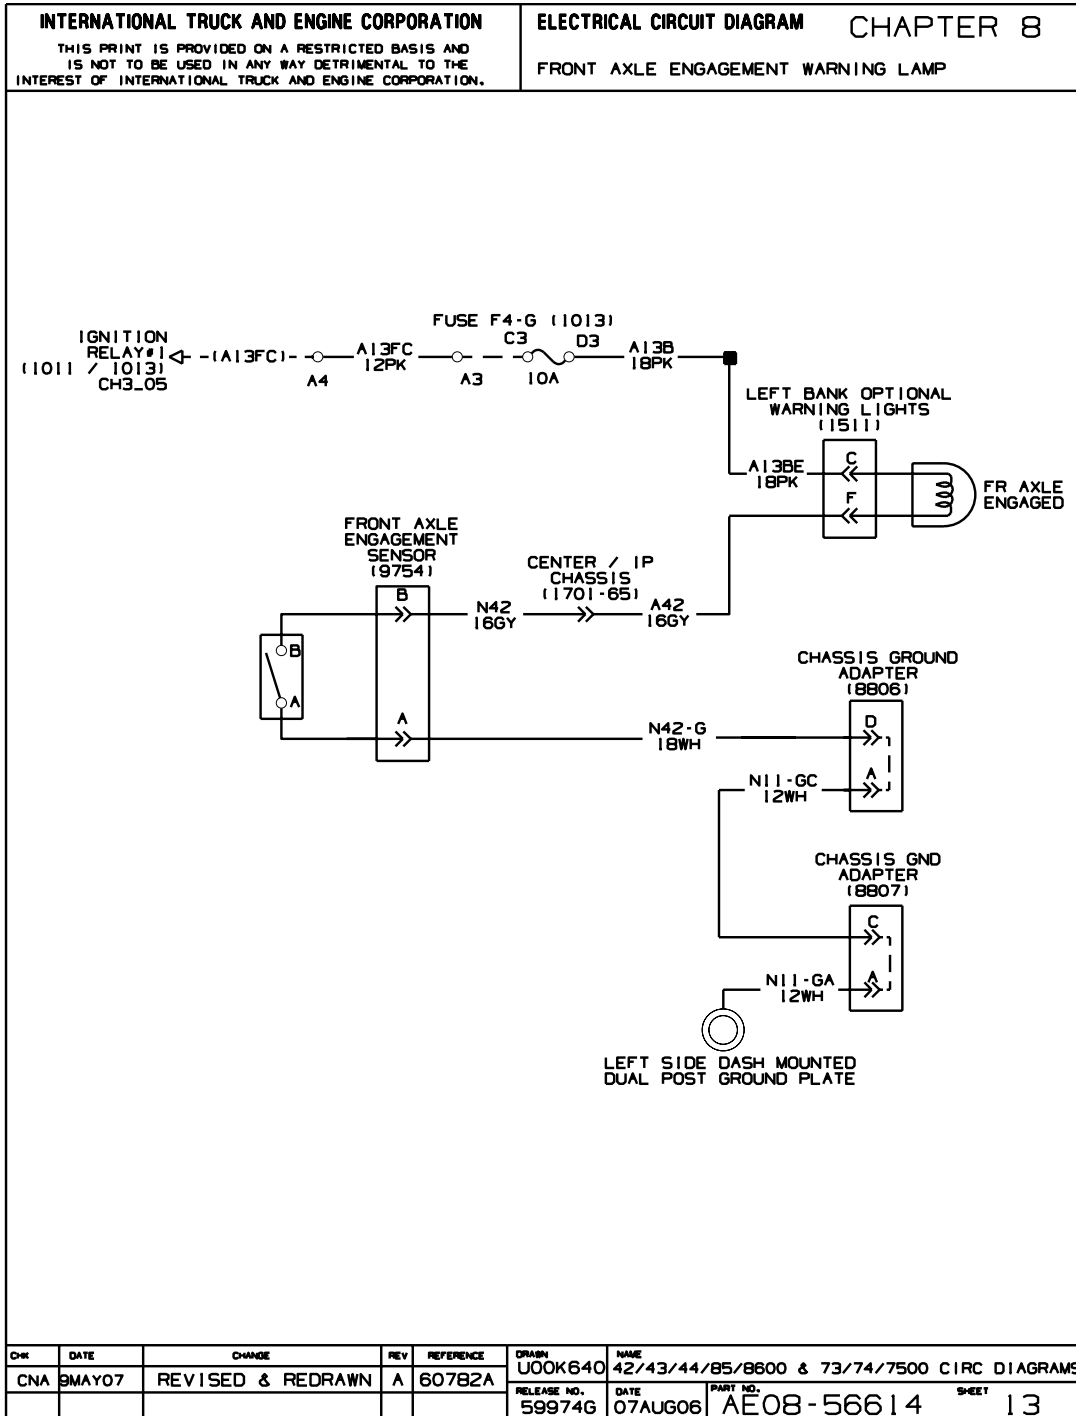 INTERNATIONAL TRUCK AND ENGINE CORPORATION
THIS PRINT IS PROVIDED ON A RESTRICTED BASIS AND
IS NOT TO BE USED IN ANY WAY DETRIMENTAL TO THE
INTEREST OF INTERNATIONAL TRUCK AND ENGINE CORPORATION.
ELECTRICAL CIRCUIT DIAGRAM
CHAPTER 8
FRONT AXLE ENGAGEMENT WARNING LAMP
IGNITION
RELAY#1
(1011 / 1013)
CH3_05
(A13FC)
A4
A13FC
12PK
A3
FUSE F4-G (1013)
C3
D3
10A
A13B
18PK
LEFT BANK OPTIONAL
WARNING LIGHTS
(1511)
A13BE
18PK
C
F
FR AXLE
ENGAGED
FRONT AXLE
ENGAGEMENT
SENSOR
(9754)
B
N42
16GY
CENTER / IP
CHASSIS
(1701-65)
A42
16GY
B
A
A
N42-G
18WH
CHASSIS GROUND
ADAPTER
(8806)
D
A
N11-GC
12WH
CHASSIS GND
ADAPTER
(8807)
C
A
N11-GA
12WH
LEFT SIDE DASH MOUNTED
DUAL POST GROUND PLATE
CHK
DATE
CHANGE
REV
REFERENCE
CNA
9MAY07
REVISED & REDRAWN
A
60782A
DRAWN
U00K640
NAME
42/43/44/85/8600 & 73/74/7500 CIRC DIAGRAMS
RELEASE NO.
59974G
DATE
07AUG06
PART NO.
AE08-56614
SHEET
13